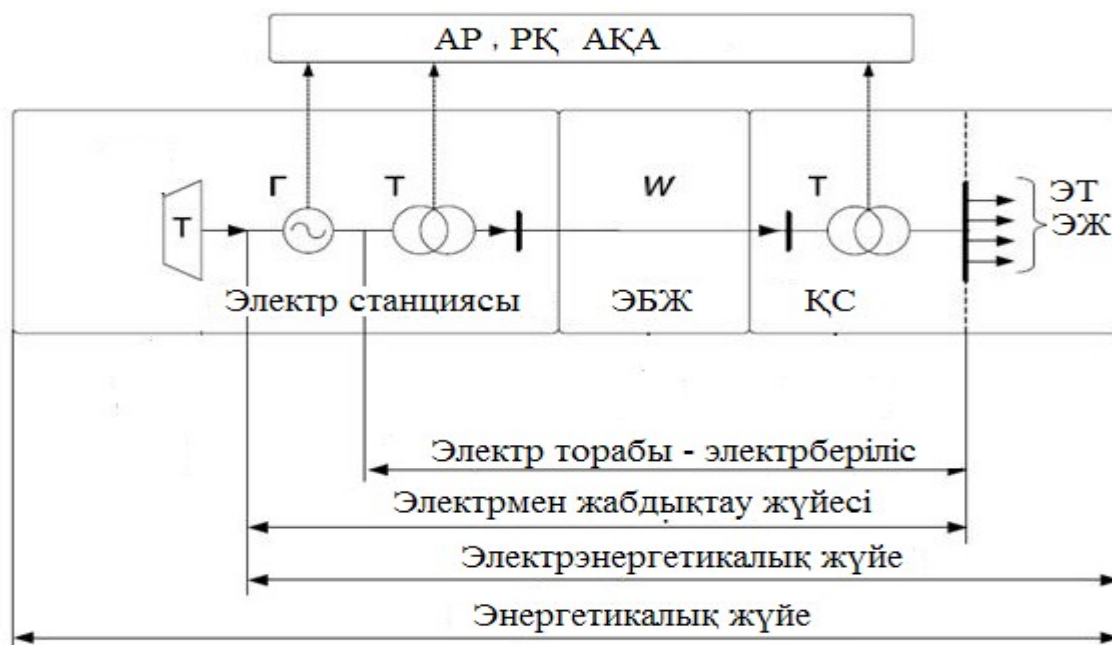 АР , РҚ АҚА
Г Т W Т
Т
ЭТ
ЭЖ
Электр станциясы ЭБЖ ҚС
Электр торабы - электрберіліс
Электрмен жабдықтау жүйесі
Электрэнергетикалық жүйе
Энергетикалық жүйе